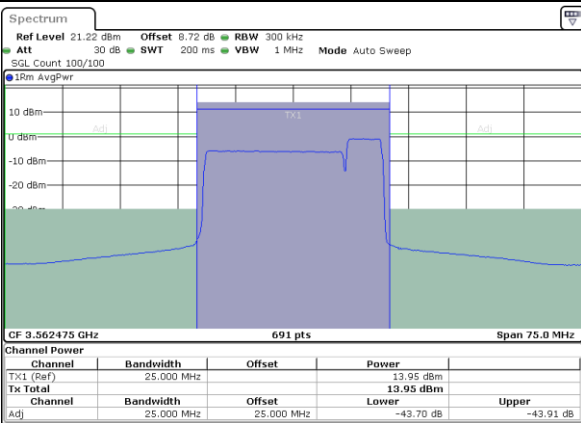 Spectrum
Ref Level 21.22 dBm Offset 8.72 dB RBW 300 kHz
Att 30 dB SWT 200 ms VBW 1 MHz Mode Auto Sweep
SGL Count 100/100
1Rm AvgPwr
TX1
10 dBm
Adj Adj
0 dBm
-10 dBm
-20 dBm
-30 dBm
CF 3.562475 GHz 691 pts Span 75.0 MHz
Channel Power
Channel Bandwidth Offset Power
TX1 (Ref) 25.000 MHz 13.95 dBm
Tx Total 13.95 dBm
Channel Bandwidth Offset Lower Upper
Adj 25.000 MHz 25.000 MHz -43.70 dB -43.91 dB